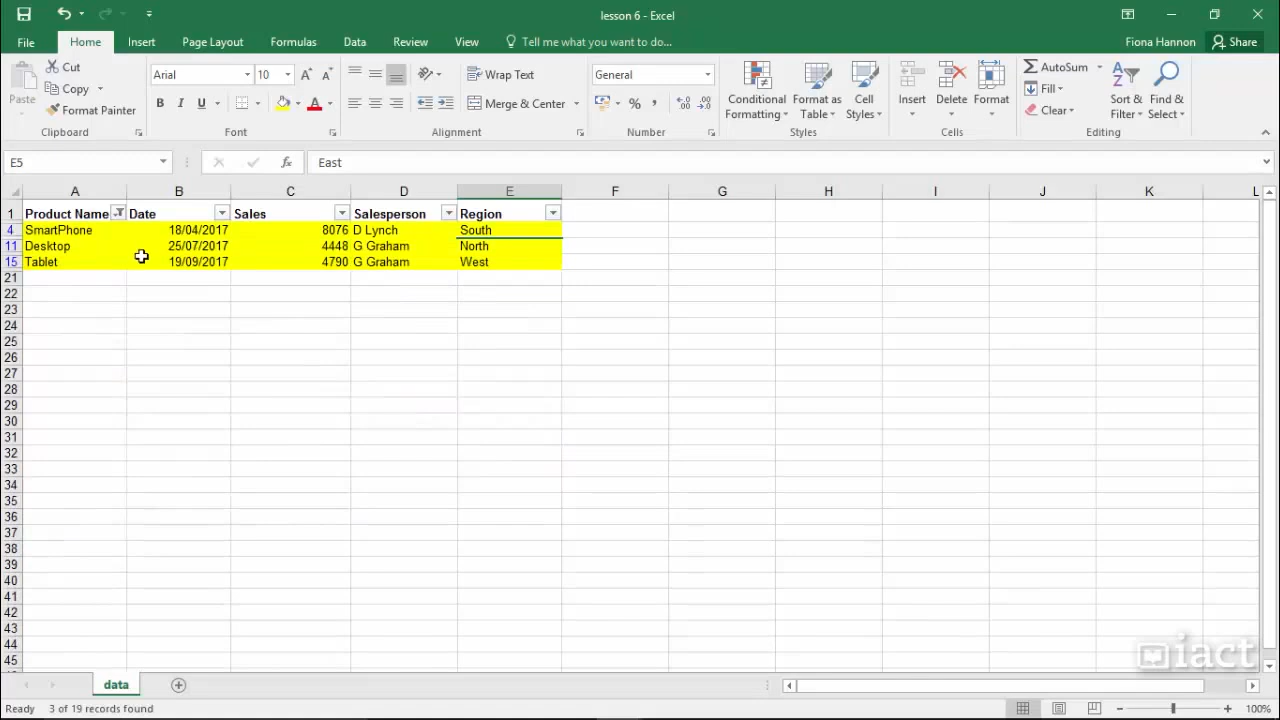 lesson 6 - Excel
File Home Insert Page Layout Formulas Data Review View Tell me what you want to do... Fiona Hannon Share
Paste
Cut
Copy
Format Painter
Clipboard
Arial 10 A A
B I U A
Font
Wrap Text
Merge & Center
Alignment
General
% ,
Number
Conditional Formatting
Format as Table
Cell Styles
Styles
Insert
Delete
Format
Cells
AutoSum
Fill
Clear
Sort & Filter
Find & Select
Editing
E5 fx East
A B C D E F G H I J K L
1 Product Name Date Sales Salesperson Region
4 SmartPhone 18/04/2017 8076 D Lynch South
11 Desktop 25/07/2017 4448 G Graham North
15 Tablet 19/09/2017 4790 G Graham West
21
22
23
24
25
26
27
28
29
30
31
32
33
34
35
36
37
38
39
40
41
42
43
44
45
iact
data
Ready 3 of 19 records found 100%